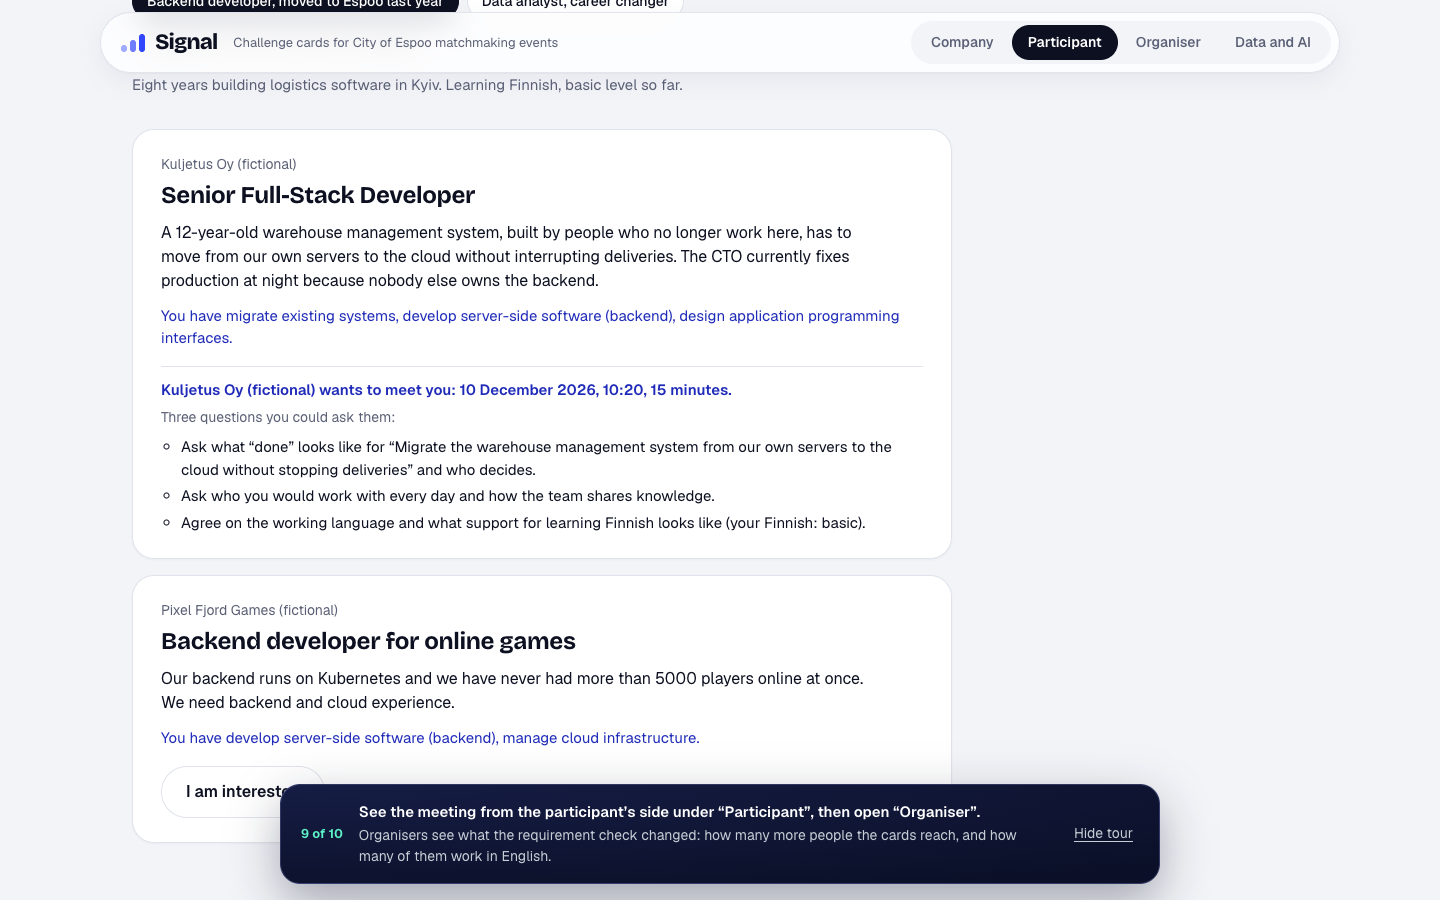 Backend developer, moved to Espoo last year
Data analyst, career changer
Signal
Challenge cards for City of Espoo matchmaking events
Company
Participant
Organiser
Data and AI
Eight years building logistics software in Kyiv. Learning Finnish, basic level so far.
Kuljetus Oy (fictional)
Senior Full-Stack Developer
A 12-year-old warehouse management system, built by people who no longer work here, has to
move from our own servers to the cloud without interrupting deliveries. The CTO currently fixes
production at night because nobody else owns the backend.
You have migrate existing systems, develop server-side software (backend), design application programming
interfaces.
Kuljetus Oy (fictional) wants to meet you: 10 December 2026, 10:20, 15 minutes.
Three questions you could ask them:
Ask what “done” looks like for “Migrate the warehouse management system from our own servers to the
cloud without stopping deliveries” and who decides.
Ask who you would work with every day and how the team shares knowledge.
Agree on the working language and what support for learning Finnish looks like (your Finnish: basic).
Pixel Fjord Games (fictional)
Backend developer for online games
Our backend runs on Kubernetes and we have never had more than 5000 players online at once.
We need backend and cloud experience.
You have develop server-side software (backend), manage cloud infrastructure.
I am intereste
9 of 10
See the meeting from the participant’s side under “Participant”, then open “Organiser”.
Organisers see what the requirement check changed: how many more people the cards reach, and how
many of them work in English.
Hide tour